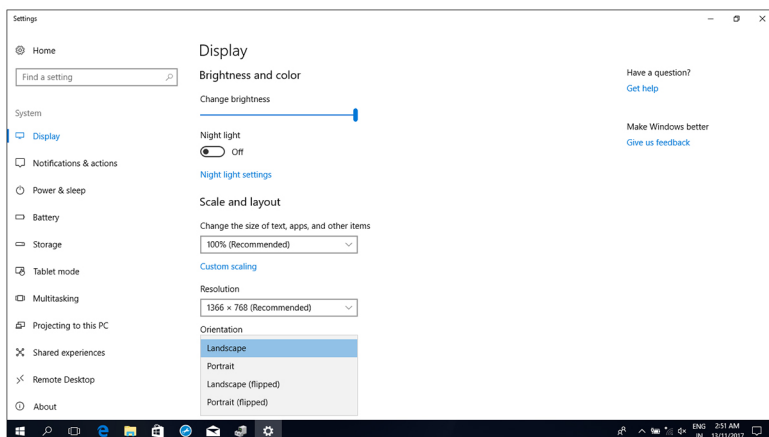 Settings
Home
Find a setting
System
Display
Notifications & actions
Power & sleep
Battery
Storage
Tablet mode
Multitasking
Projecting to this PC
Shared experiences
Remote Desktop
About
Display
Brightness and color
Change brightness
Night light
Off
Night light settings
Scale and layout
Change the size of text, apps, and other items
100% (Recommended)
Custom scaling
Resolution
1366 × 768 (Recommended)
Orientation
Landscape
Portrait
Landscape (flipped)
Portrait (flipped)
Have a question?
Get help
Make Windows better
Give us feedback
ENG 2:51 AM
IN 13/11/2017